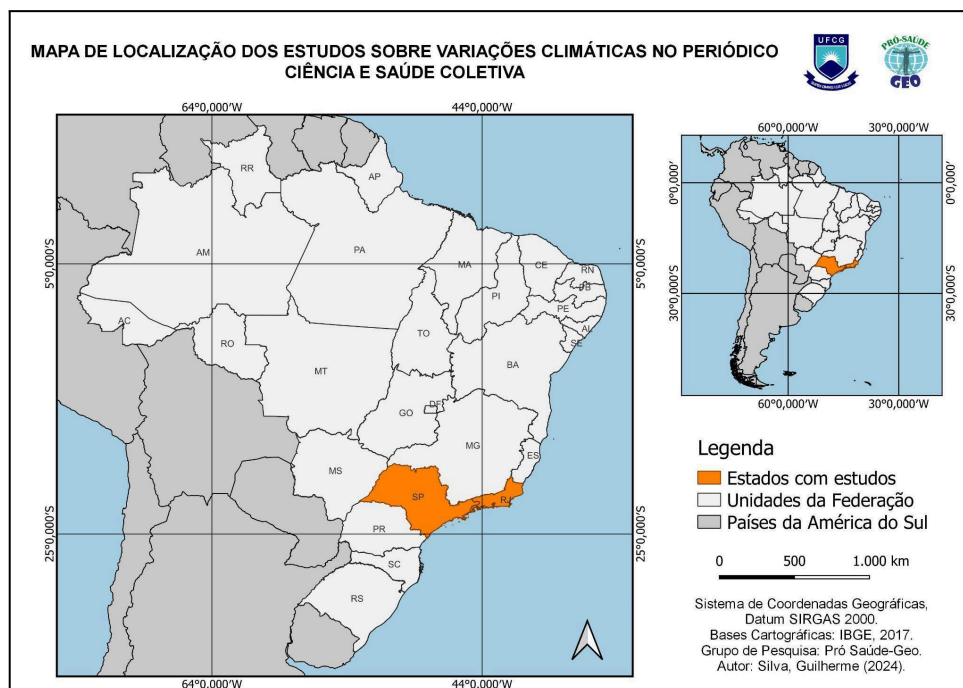 MAPA DE LOCALIZAÇÃO DOS ESTUDOS SOBRE VARIAÇÕES CLIMÁTICAS NO PERIÓDICO
CIÊNCIA E SAÚDE COLETIVA
UFCG
PRÓ-SAÚDE
GEO
64°0,000'W
44°0,000'W
5°0,000'S
25°0,000'S
RR
AP
AM
PA
MA
CE
RN
PB
PI
PE
AL
SE
AC
RO
TO
BA
MT
GO
DF
MG
ES
MS
SP
RJ
PR
SC
RS
5°0,000'S
25°0,000'S
64°0,000'W
44°0,000'W
60°0,000'W
30°0,000'W
0°0,000'
30°0,000'S
0°0,000'
30°0,000'S
60°0,000'W
30°0,000'W
Legenda
Estados com estudos
Unidades da Federação
Países da América do Sul
0 500 1.000 km
Sistema de Coordenadas Geográficas,
Datum SIRGAS 2000.
Bases Cartográficas: IBGE, 2017.
Grupo de Pesquisa: Pró Saúde-Geo.
Autor: Silva, Guilherme (2024).